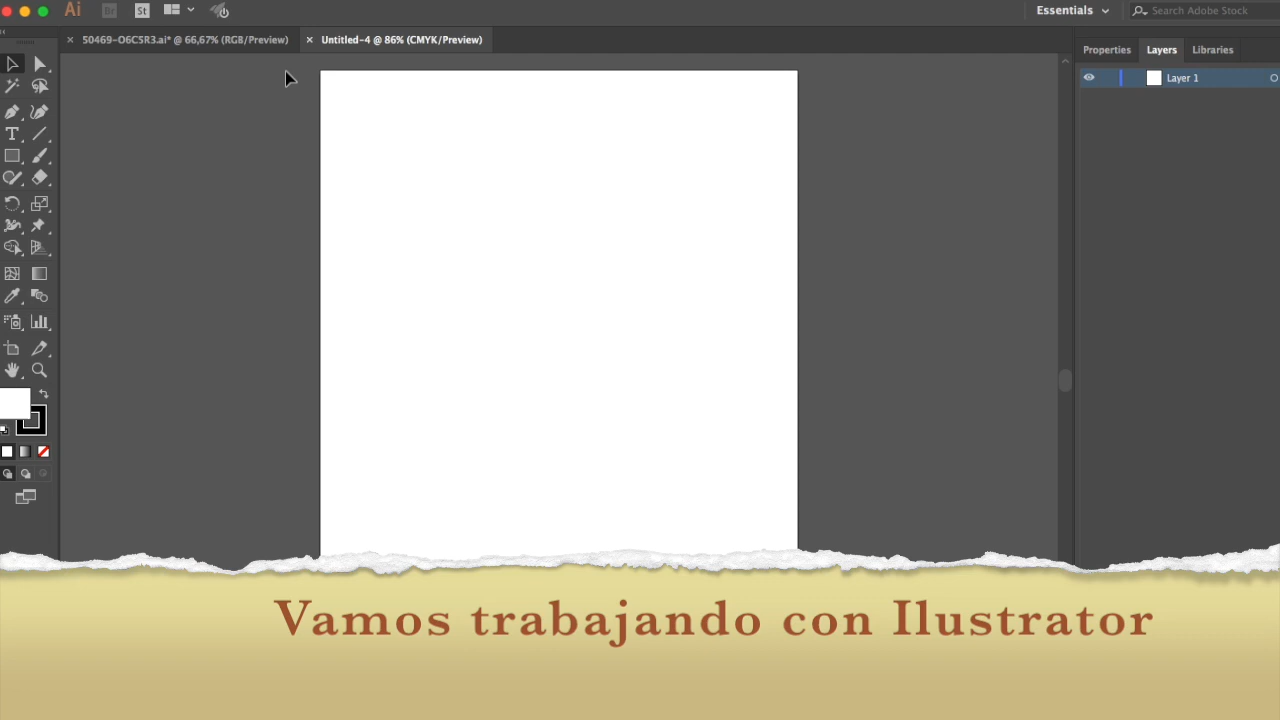 Ai Br St Essentials Search Adobe Stock
× 50469-O6C5R3.ai* @ 66,67% (RGB/Preview) × Untitled-4 @ 86% (CMYK/Preview)
Properties Layers Libraries
Layer 1
Vamos trabajando con Ilustrator